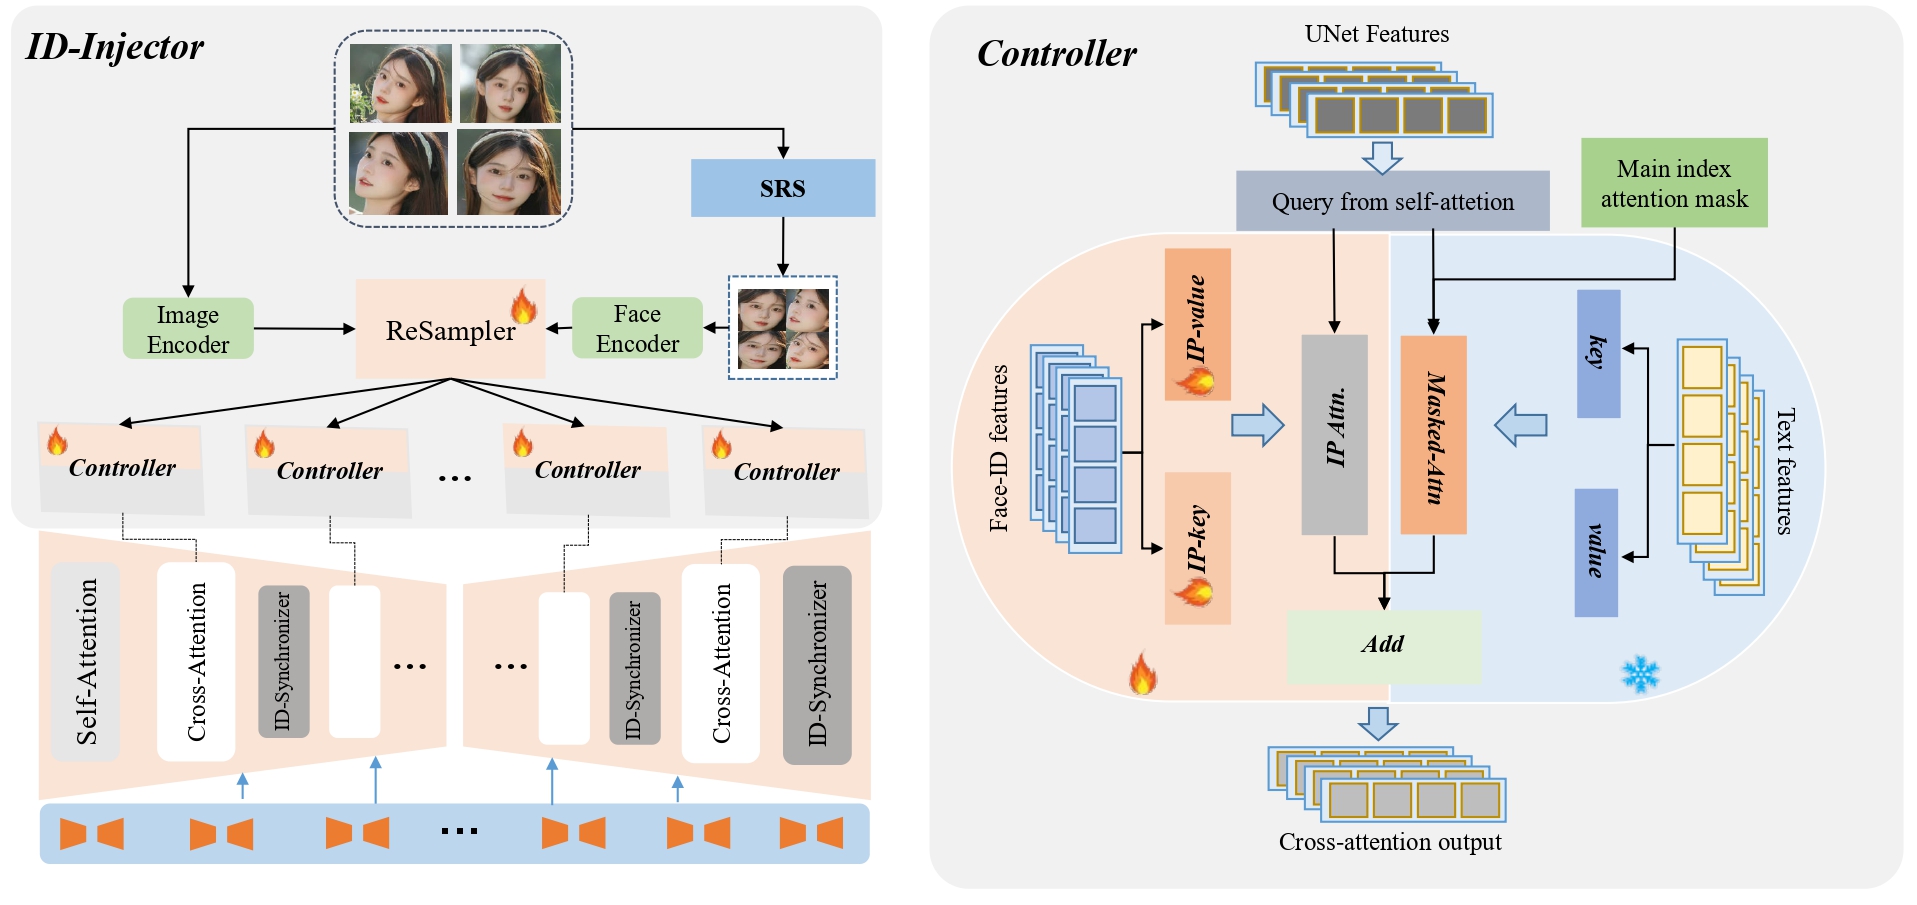 ID-Injector
SRS
Image
Encoder
ReSampler
Face
Encoder
Controller
Controller
...
Controller
Controller
Self-Attention
Cross-Attention
ID-Synchronizer
...
...
ID-Synchronizer
Cross-Attention
ID-Synchronizer
...
Controller
UNet Features
Query from self-attetion
Main index
attention mask
Face-ID features
IP-value
IP-key
IP Attn.
Masked-Attn
key
value
Text features
Add
Cross-attention output